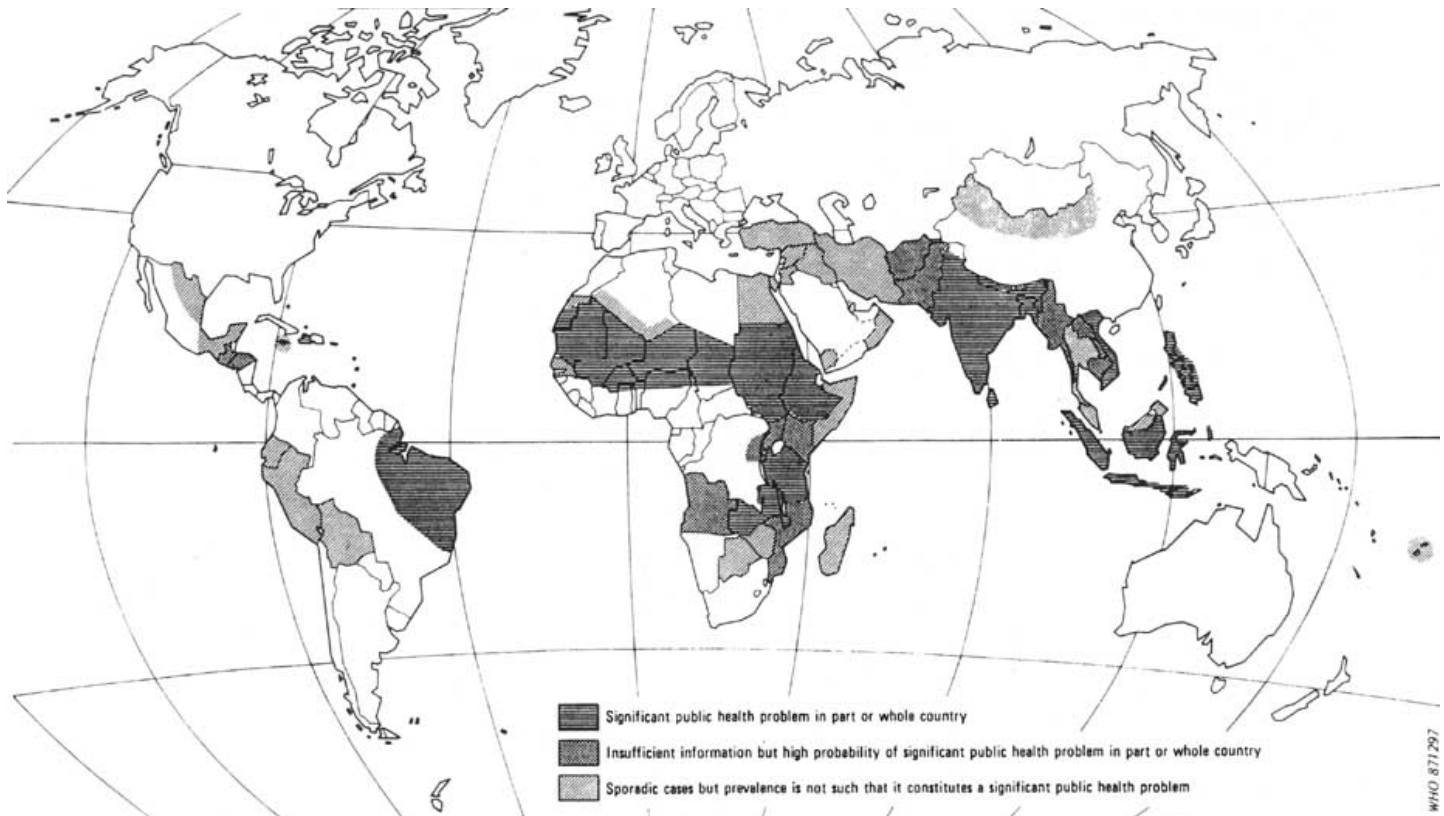 Significant public health problem in part or whole country
Insufficient information but high probability of significant public health problem in part or whole country
Sporadic cases but prevalence is not such that it constitutes a significant public health problem
WHO 871297